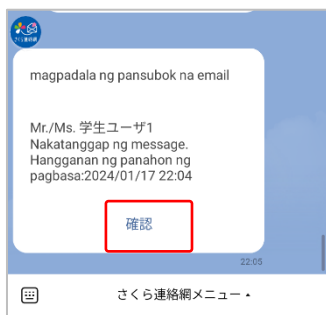 さくら連絡網
magpadala ng pansubok na email
Mr./Ms. 学生ユーザ1
Nakatanggap ng message.
Hangganan ng panahon ng
pagbasa:2024/01/17 22:04
確認
22:05
さくら連絡網メニュー